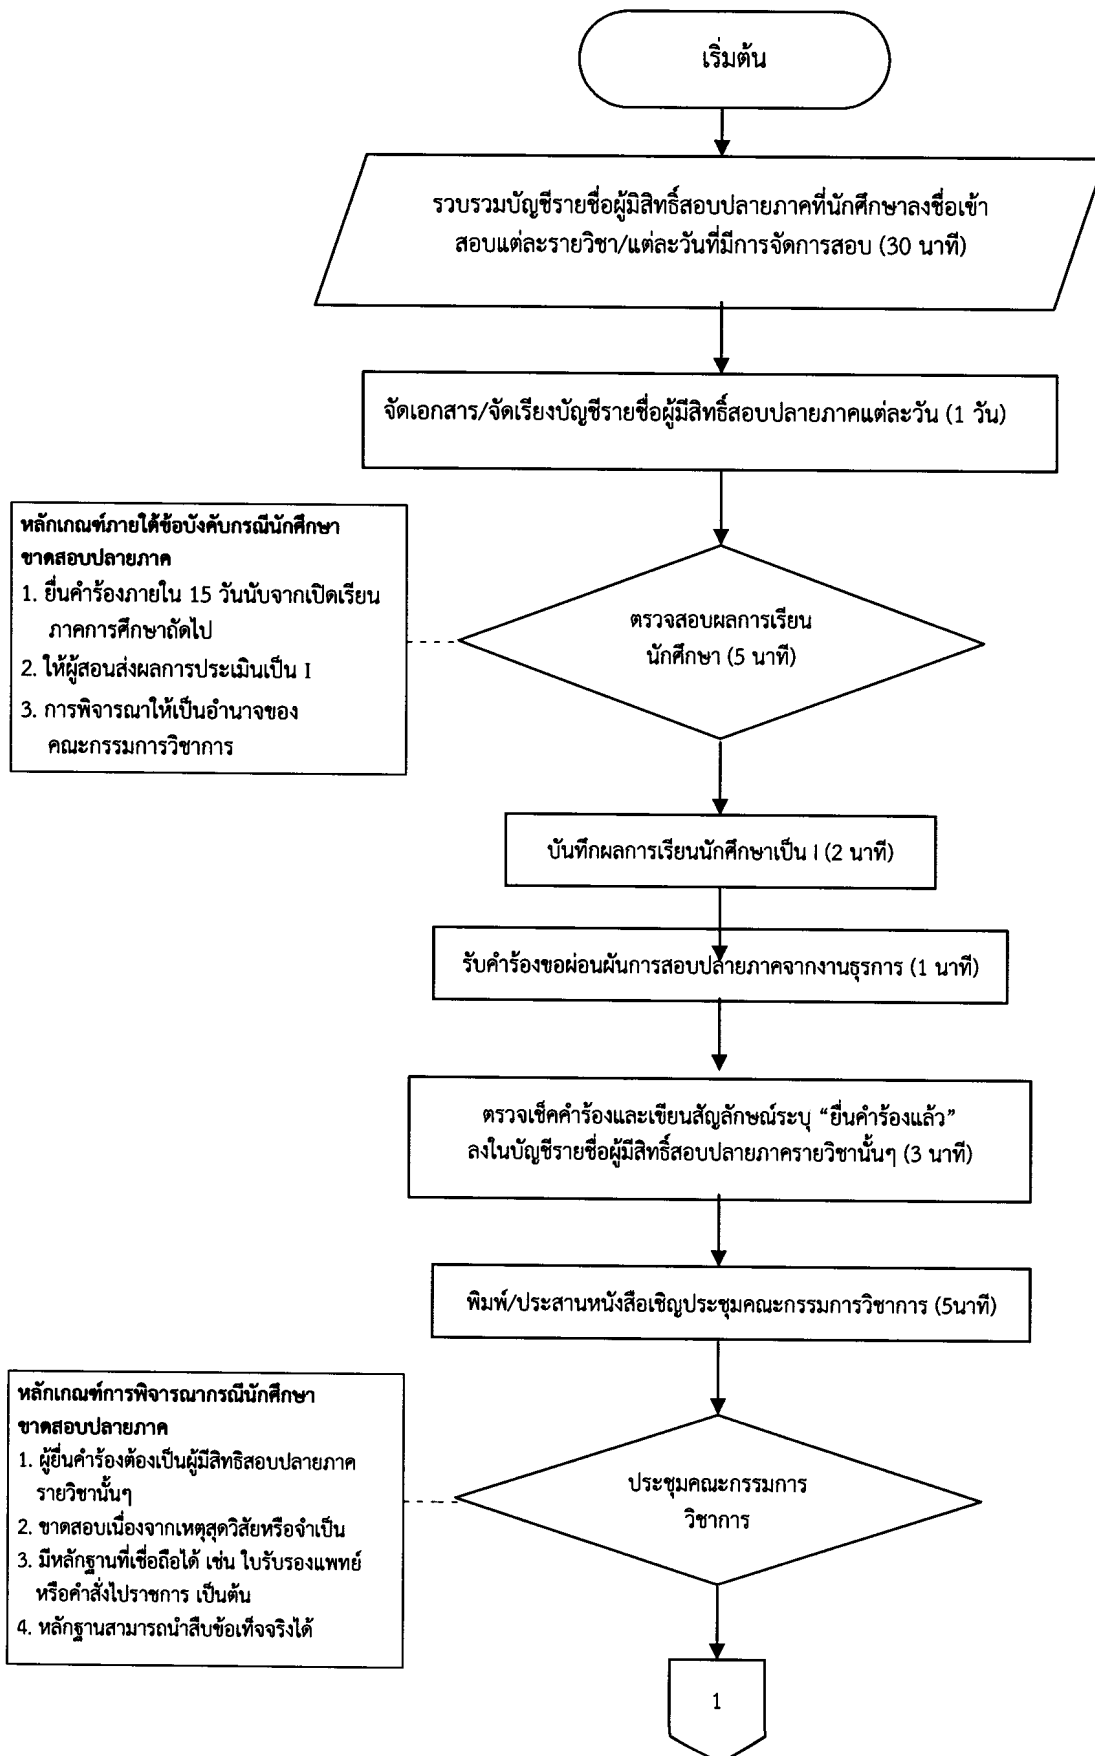 เริ่มต้น
รวบรวมบัญชีรายชื่อผู้มิสิทธิ์สอบปลายภาคที่นักศึกษาลงชื่อเข้า
สอบแต่ละรายวิชา/แต่ละวันที่มีการจัดการสอบ (30 นาที)
จัดเอกสาร/จัดเรียงบัญชีรายชื่อผู้มีสิทธิ์สอบปลายภาคแต่ละวัน (1 วัน)
หลักเกณฑ์ภายใต้ข้อบังคับกรณีนักศึกษา
ขาดสอบปลายภาค
1. ยื่นคำร้องภายใน 15 วันนับจากเปิดเรียน
ภาคการศึกษาถัดไป
2. ให้ผู้สอนส่งผลการประเมินเป็น I
3. การพิจารณาให้เป็นอำนาจของ
คณะกรรมการวิชาการ
ตรวจสอบผลการเรียน
นักศึกษา (5 นาที)
บันทึกผลการเรียนนักศึกษาเป็น I (2 นาที)
รับคำร้องขอผ่อนผันการสอบปลายภาคจากงานธุรการ (1 นาที)
ตรวจเช็คคำร้องและเขียนสัญลักษณ์ระบุ “ยื่นคำร้องแล้ว”
ลงในบัญชีรายชื่อผู้มีสิทธิ์สอบปลายภาครายวิชานั้นๆ (3 นาที)
พิมพ์/ประสานหนังสือเชิญประชุมคณะกรรมการวิชาการ (5นาที)
หลักเกณฑ์การพิจารณากรณีนักศึกษา
ขาดสอบปลายภาค
1. ผู้ยื่นคำร้องต้องเป็นผู้มีสิทธิสอบปลายภาค
รายวิชานั้นๆ
2. ขาดสอบเนื่องจากเหตุสุดวิสัยหรือจำเป็น
3. มีหลักฐานที่เชื่อถือได้ เช่น ใบรับรองแพทย์
หรือคำสั่งไปราชการ เป็นต้น
4. หลักฐานสามารถนำสืบข้อเท็จจริงได้
ประชุมคณะกรรมการ
วิชาการ
1